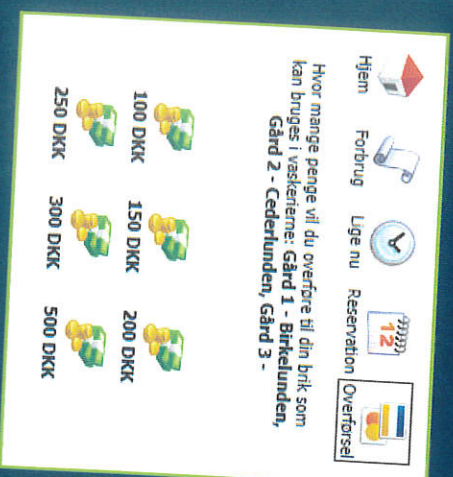 Hjem Forbrug Lige nu Reservation Overførsel
12
Hvor mange penge vil du overføre til din brik som
kan bruges i vaskerierne: Gård 1 - Birkelunden,
Gård 2 - Cederlunden, Gård 3 -
100 DKK 150 DKK 200 DKK
250 DKK 300 DKK 500 DKK